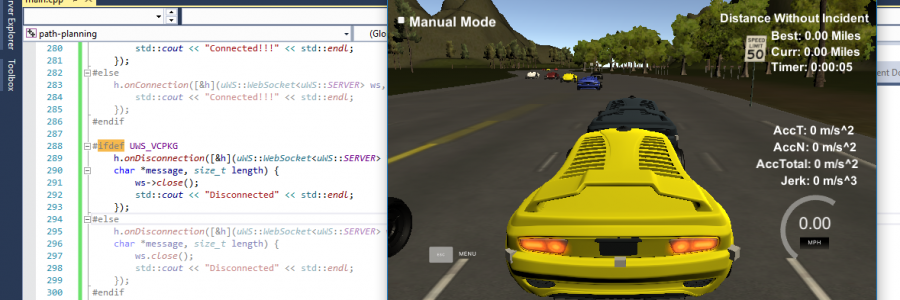 main.cpp
Server Explorer
Toolbox
path-planning
(Glo
280 std::cout << "Connected!!!" << std::endl;
281 });
282 #else
283 h.onConnection([&h](uWS::WebSocket<uWS::SERVER> ws,
284 std::cout << "Connected!!!" << std::endl;
285 });
286 #endif
287
288 #ifdef UWS_VCPKG
289 h.onDisconnection([&h](uWS::WebSocket<uWS::SERVER>
290 char *message, size_t length) {
291 ws->close();
292 std::cout << "Disconnected" << std::endl;
293 });
294 #else
295 h.onDisconnection([&h](uWS::WebSocket<uWS::SERVER>
296 char *message, size_t length) {
297 ws.close();
298 std::cout << "Disconnected" << std::endl;
299 });
300 #endif
Manual Mode
Distance Without Incident
SPEED
LIMIT
50
Best: 0.00 Miles
Curr: 0.00 Miles
Timer: 0:00:05
AccT: 0 m/s^2
AccN: 0 m/s^2
AccTotal: 0 m/s^2
Jerk: 0 m/s^3
0.00
MPH
MENU
ent De